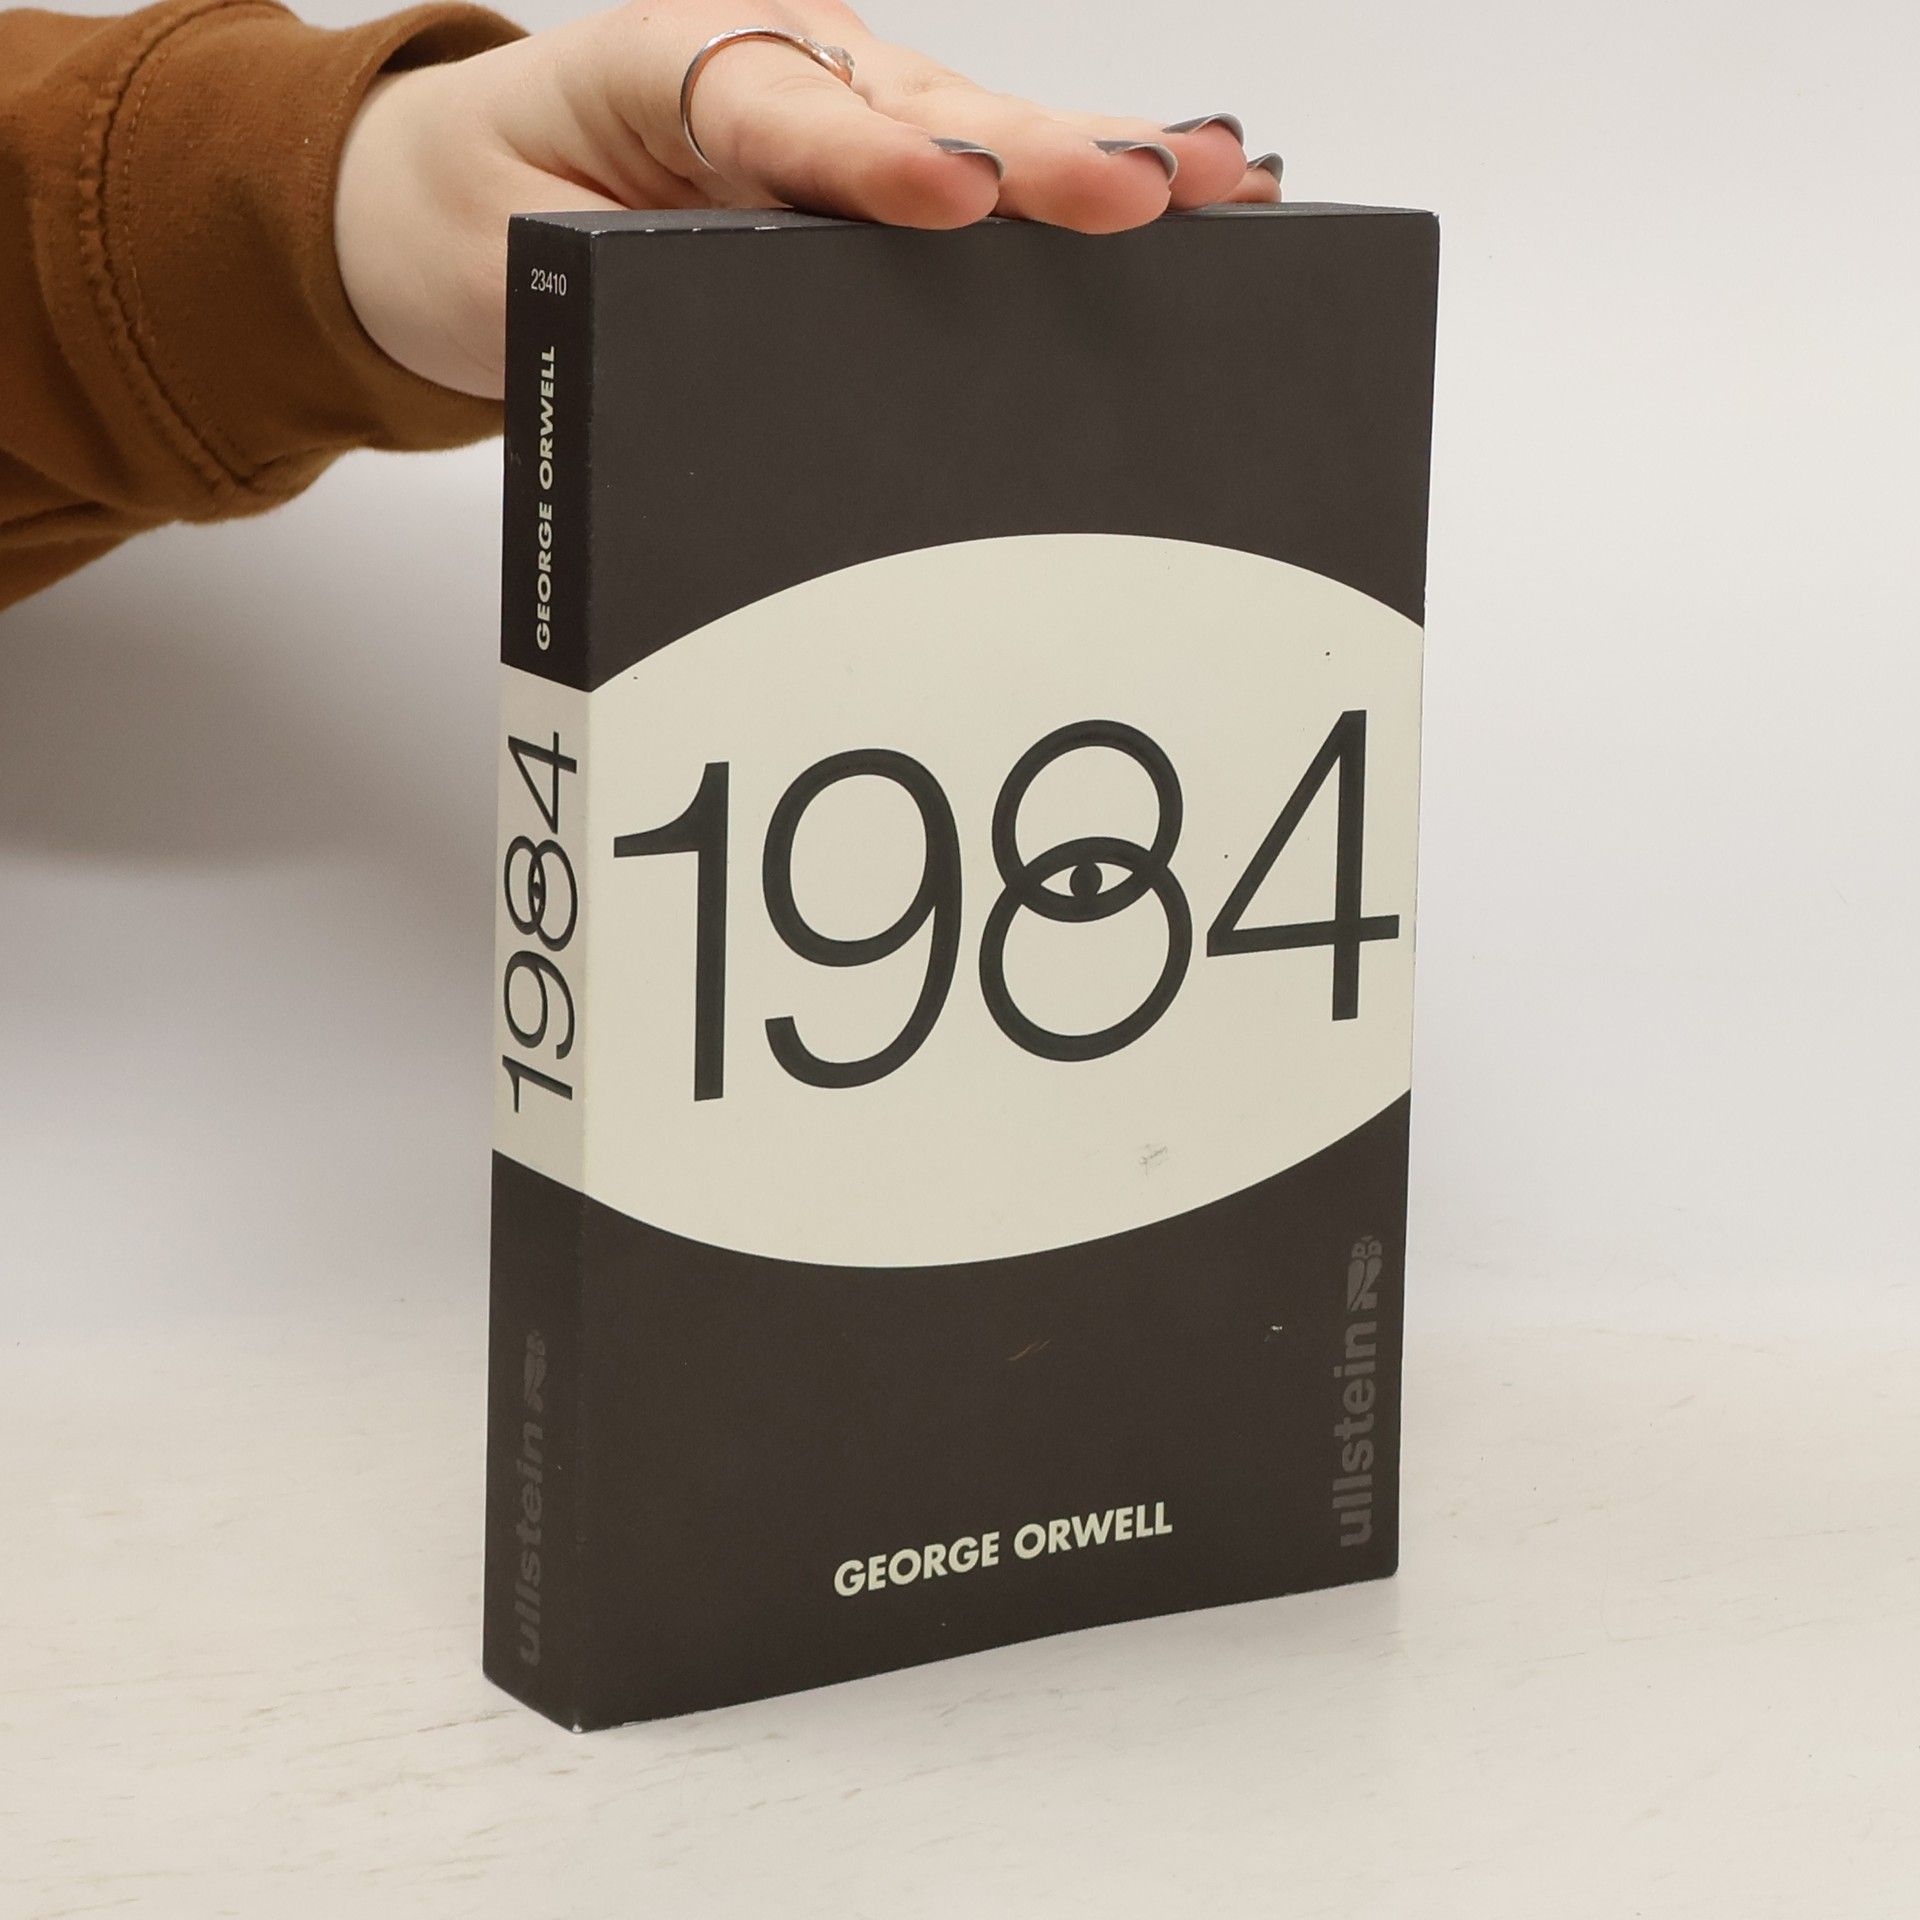 23410
GEORGE ORWELL
1984
ullstein
1984
ullstein
GEORGE ORWELL